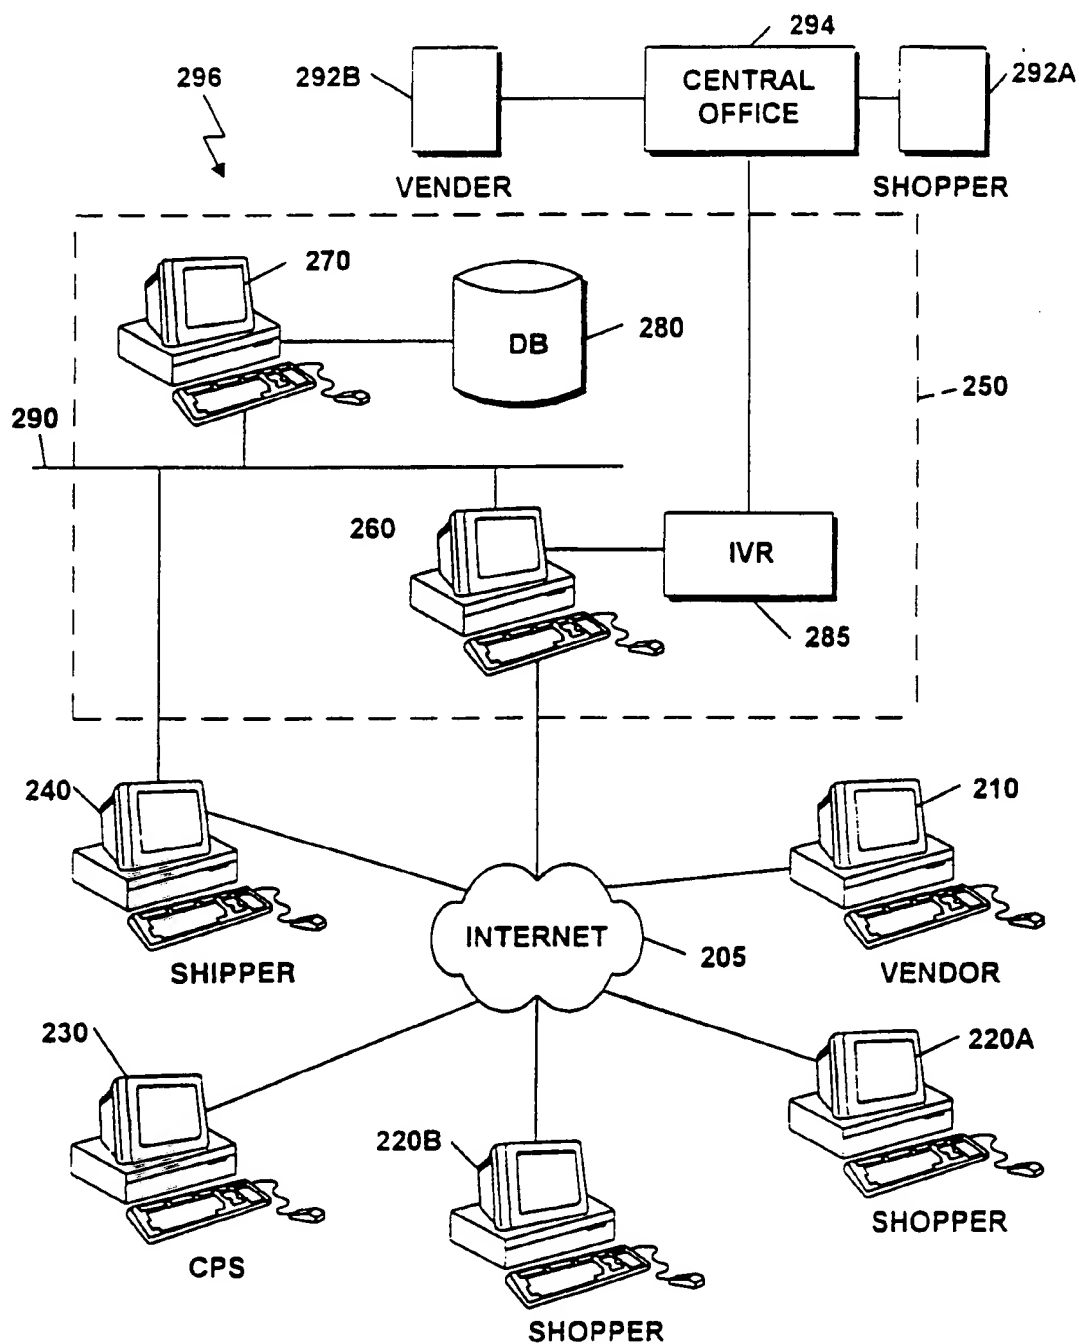 294
292B
CENTRAL
OFFICE
292A
296
VENDER
SHOPPER
270
DB
280
250
290
260
IVR
285
240
210
INTERNET
205
SHIPPER
VENDOR
230
220A
220B
SHOPPER
CPS
SHOPPER